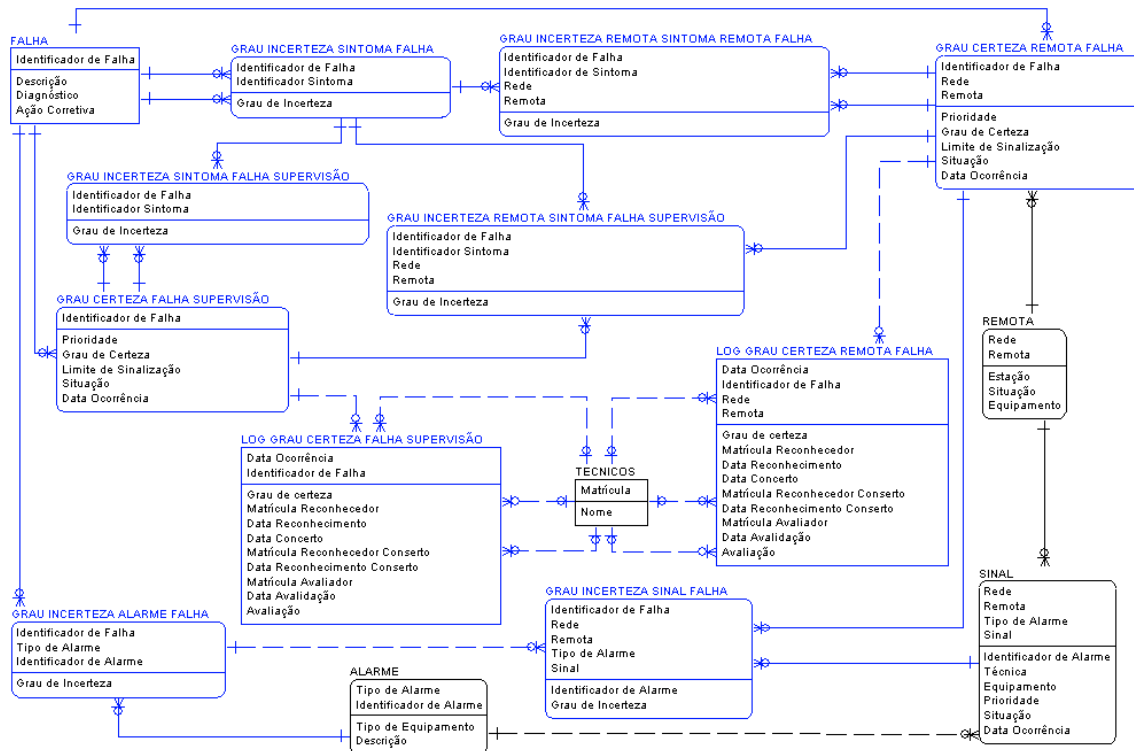 FALHA
Identificador de Falha
Descrição
Diagnóstico
Ação Corretiva
GRAU INCERTEZA SINTOMA FALHA
Identificador de Falha
Identificador Sintoma
Grau de Incerteza
GRAU INCERTEZA REMOTA SINTOMA REMOTA FALHA
Identificador de Falha
Identificador de Sintoma
Rede
Remota
Grau de Incerteza
GRAU CERTEZA REMOTA FALHA
Identificador de Falha
Rede
Remota
Prioridade
Grau de Certeza
Limite de Sinalização
Situação
Data Ocorrência
GRAU INCERTEZA SINTOMA FALHA SUPERVISÃO
Identificador de Falha
Identificador Sintoma
Grau de Incerteza
GRAU INCERTEZA REMOTA SINTOMA FALHA SUPERVISÃO
Identificador de Falha
Identificador Sintoma
Rede
Remota
Grau de Incerteza
GRAU CERTEZA FALHA SUPERVISÃO
Identificador de Falha
Prioridade
Grau de Certeza
Limite de Sinalização
Situação
Data Ocorrência
REMOTA
Rede
Remota
Estação
Situação
Equipamento
LOG GRAU CERTEZA REMOTA FALHA
Data Ocorrência
Identificador de Falha
Rede
Remota
Grau de certeza
Matrícula Reconhecedor
Data Reconhecimento
Data Concerto
Matrícula Reconhecedor Conserto
Data Reconhecimento Conserto
Matrícula Avaliador
Data Avalidação
Avaliação
LOG GRAU CERTEZA FALHA SUPERVISÃO
Data Ocorrência
Identificador de Falha
Grau de certeza
Matrícula Reconhecedor
Data Reconhecimento
Data Concerto
Matrícula Reconhecedor Conserto
Data Reconhecimento Conserto
Matrícula Avaliador
Data Avalidação
Avaliação
TECNICOS
Matrícula
Nome
SINAL
Rede
Remota
Tipo de Alarme
Sinal
Identificador de Alarme
Técnica
Equipamento
Prioridade
Situação
Data Ocorrência
GRAU INCERTEZA SINAL FALHA
Identificador de Falha
Rede
Remota
Tipo de Alarme
Sinal
Identificador de Alarme
Grau de Incerteza
GRAU INCERTEZA ALARME FALHA
Identificador de Falha
Tipo de Alarme
Identificador de Alarme
Grau de Incerteza
ALARME
Tipo de Alarme
Identificador de Alarme
Tipo de Equipamento
Descrição